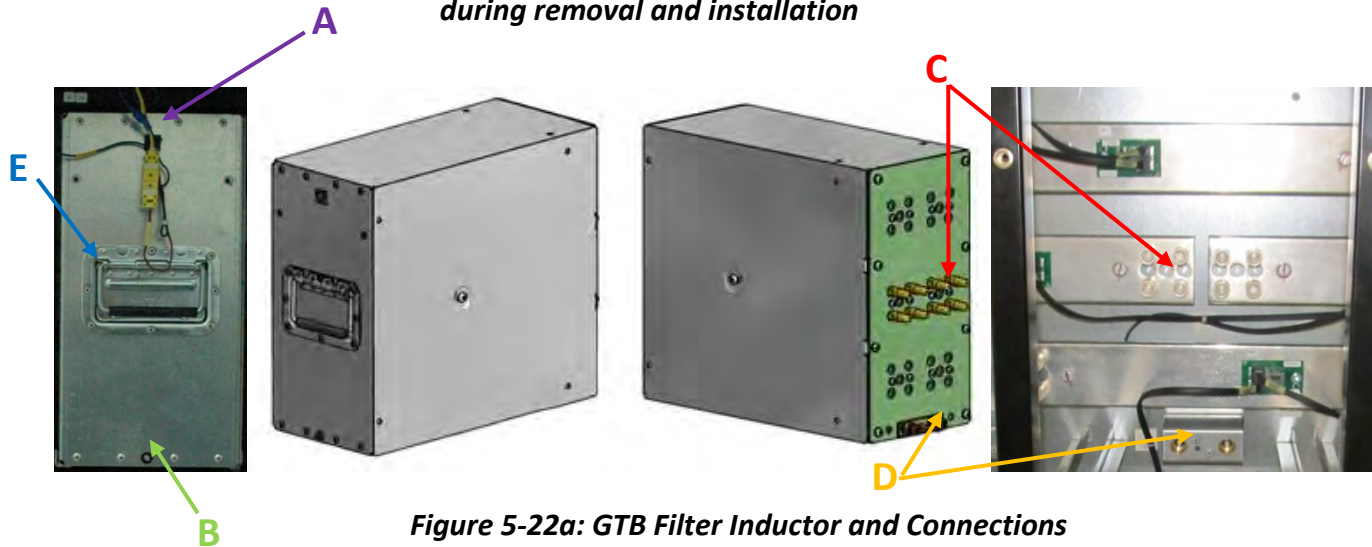 during removal and installation
A
C
E
D
B
Figure 5-22a: GTB Filter Inductor and Connections